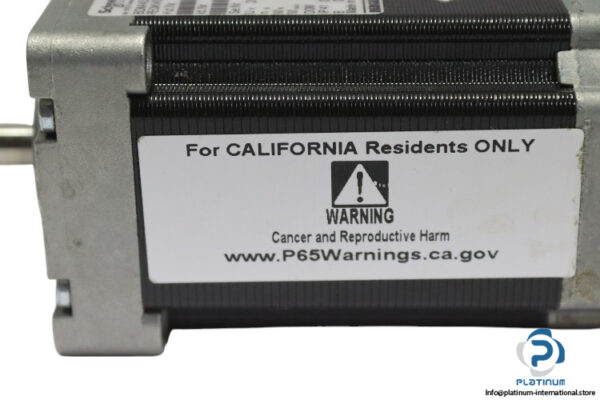 For CALIFORNIA Residents ONLY
WARNING
Cancer and Reproductive Harm
www.P65Warnings.ca.gov
PLATINUM
Info@platinum-international.store